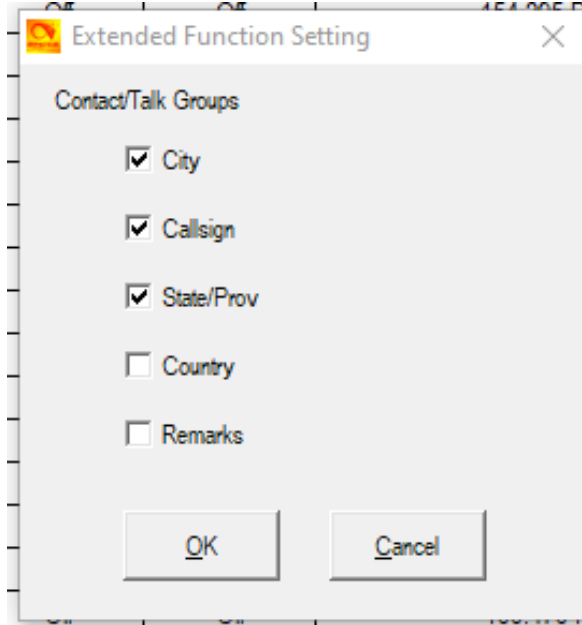 Extended Function Setting
Contact/Talk Groups
City
Callsign
State/Prov
Country
Remarks
OK
Cancel